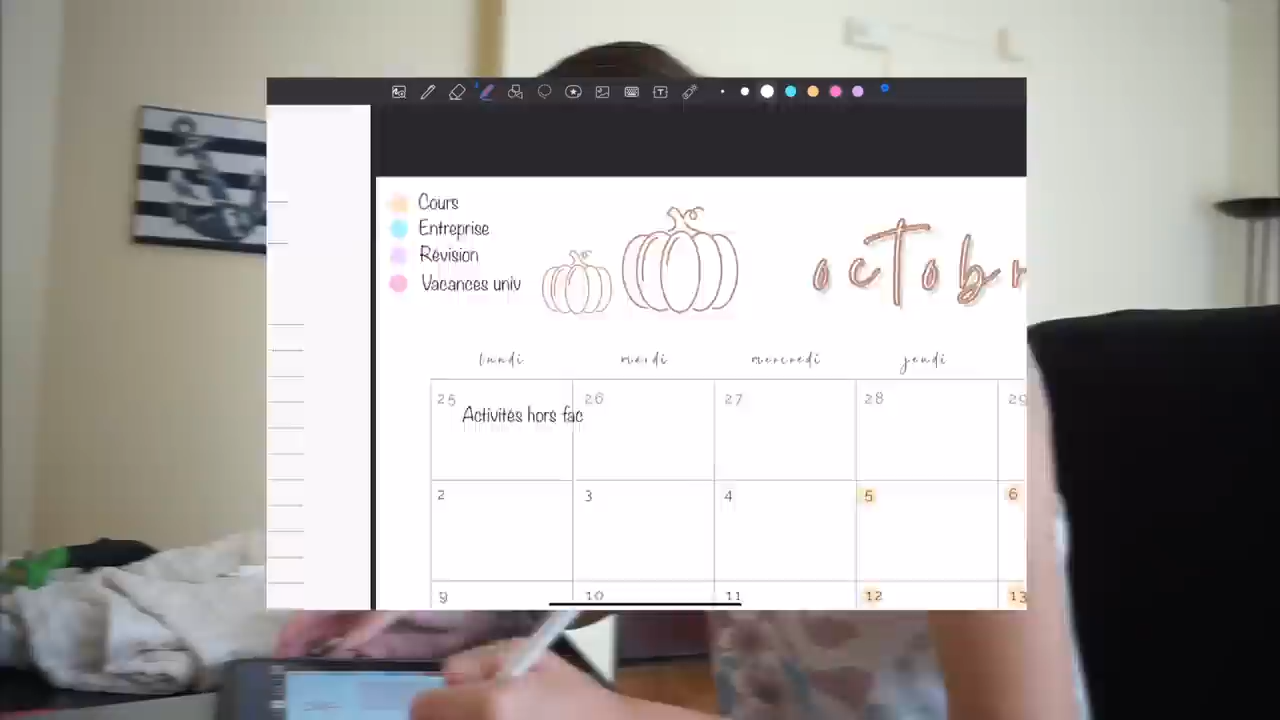 Cours
Entreprise
Révision
Vacances univ
lundi mardi mercredi jeudi
25 26 27 28 29
Activités hors fac
2 3 4 5 6
9 10 11 12 13